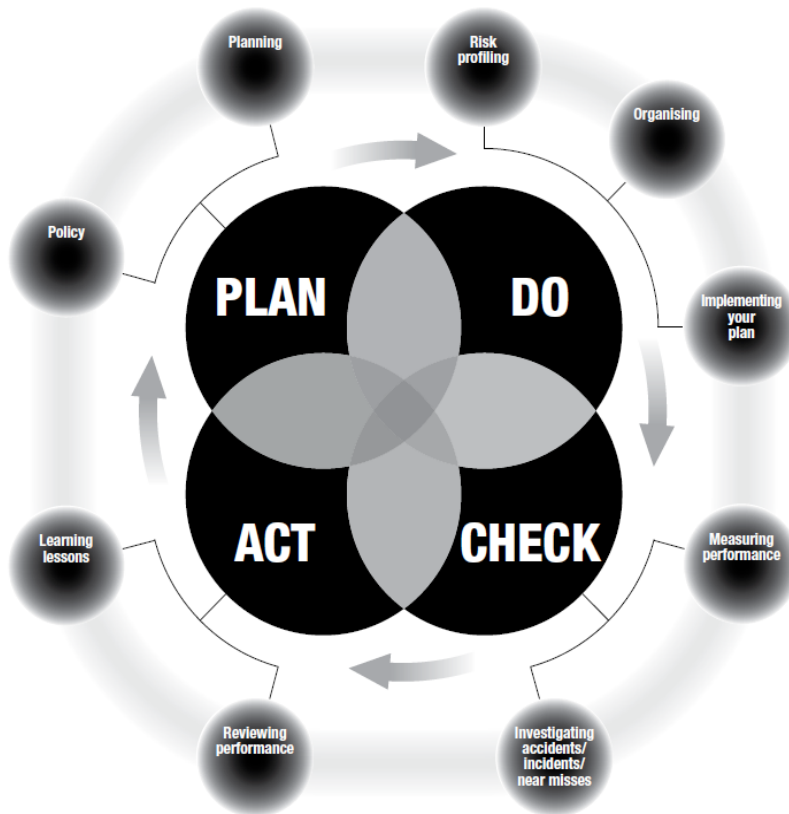 Planning
Risk
profiling
Organising
Policy
PLAN
DO
Implementing
your
plan
Learning
lessons
ACT
CHECK
Measuring
performance
Reviewing
performance
Investigating
accidents/
incidents/
near misses